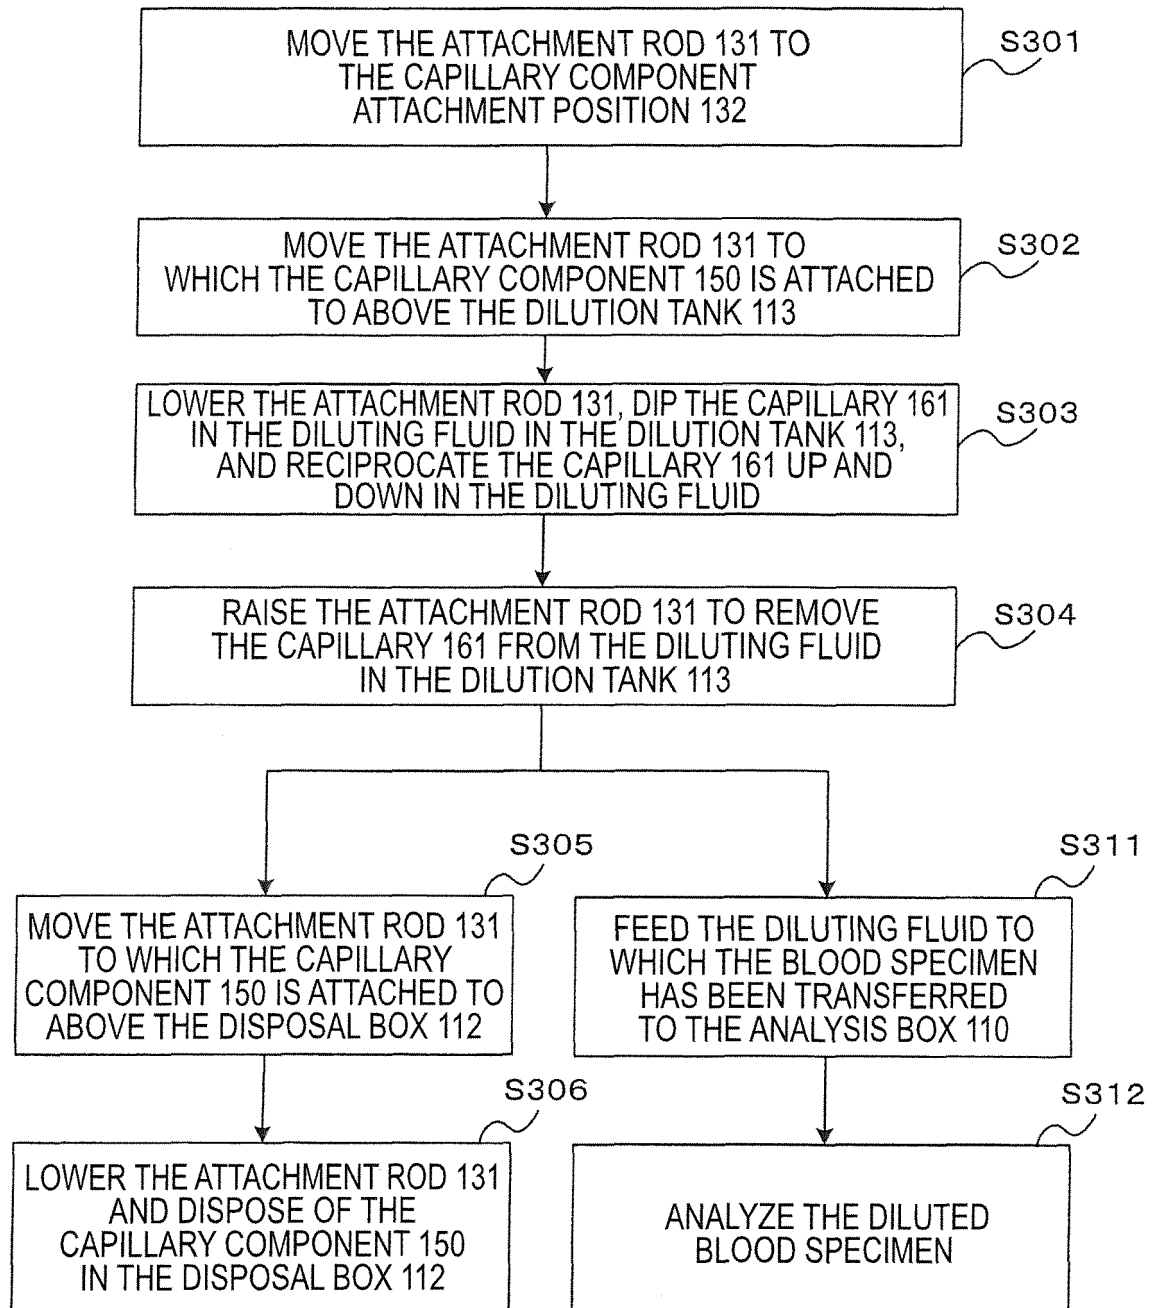 MOVE THE ATTACHMENT ROD 131 TO
THE CAPILLARY COMPONENT
ATTACHMENT POSITION 132
S301
MOVE THE ATTACHMENT ROD 131 TO
WHICH THE CAPILLARY COMPONENT 150 IS ATTACHED
TO ABOVE THE DILUTION TANK 113
S302
LOWER THE ATTACHMENT ROD 131, DIP THE CAPILLARY 161
IN THE DILUTING FLUID IN THE DILUTION TANK 113,
AND RECIPROCATE THE CAPILLARY 161 UP AND
DOWN IN THE DILUTING FLUID
S303
RAISE THE ATTACHMENT ROD 131 TO REMOVE
THE CAPILLARY 161 FROM THE DILUTING FLUID
IN THE DILUTION TANK 113
S304
S305
MOVE THE ATTACHMENT ROD 131
TO WHICH THE CAPILLARY
COMPONENT 150 IS ATTACHED TO
ABOVE THE DISPOSAL BOX 112
S306
LOWER THE ATTACHMENT ROD 131
AND DISPOSE OF THE
CAPILLARY COMPONENT 150
IN THE DISPOSAL BOX 112
S311
FEED THE DILUTING FLUID TO
WHICH THE BLOOD SPECIMEN
HAS BEEN TRANSFERRED
TO THE ANALYSIS BOX 110
S312
ANALYZE THE DILUTED
BLOOD SPECIMEN